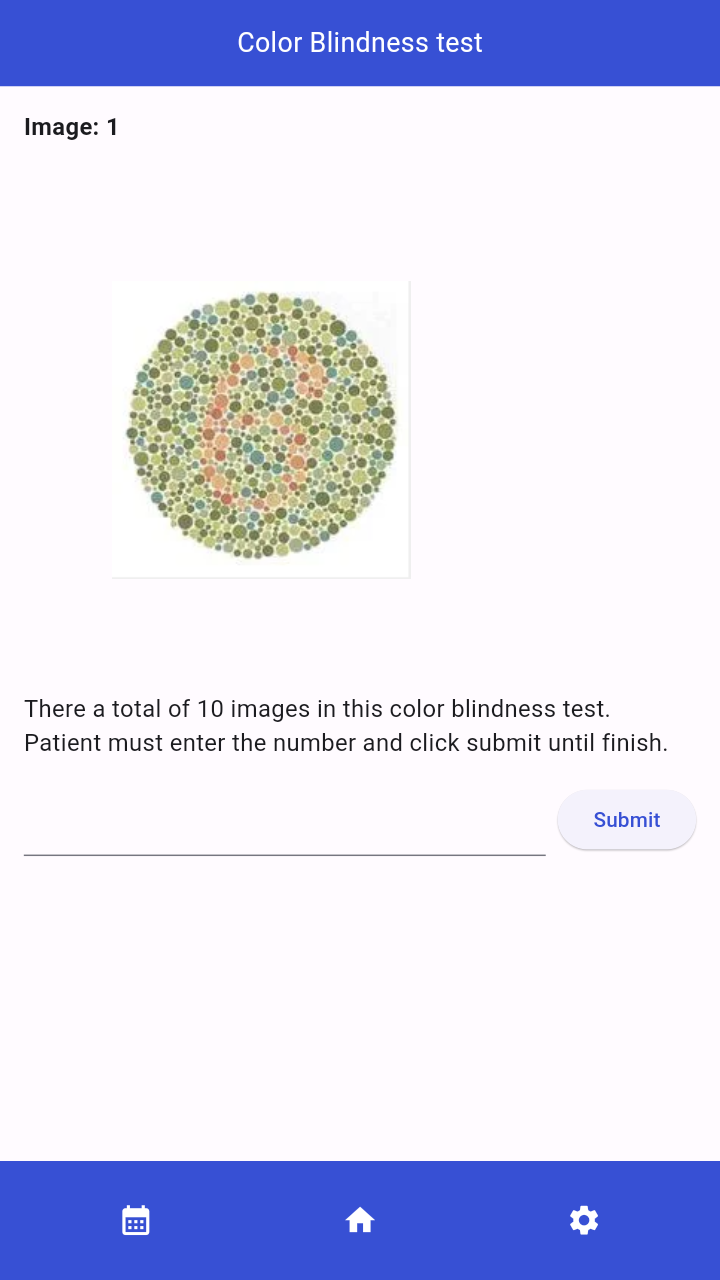 Color Blindness test
Image: 1
6
There a total of 10 images in this color blindness test.
Patient must enter the number and click submit until finish.
Submit